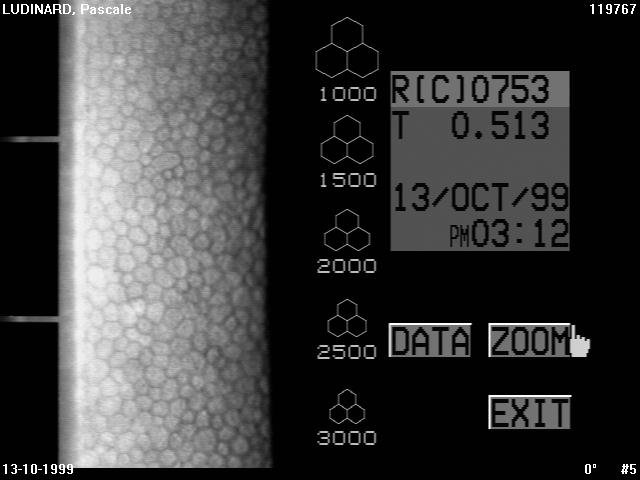 LUDINARD, Pascale
119767
1000
1500
2000
2500
3000
R[C]0753
T 0.513
13/OCT/99
PM03:12
DATA ZOOM
EXIT
13-10-1999
0° #5